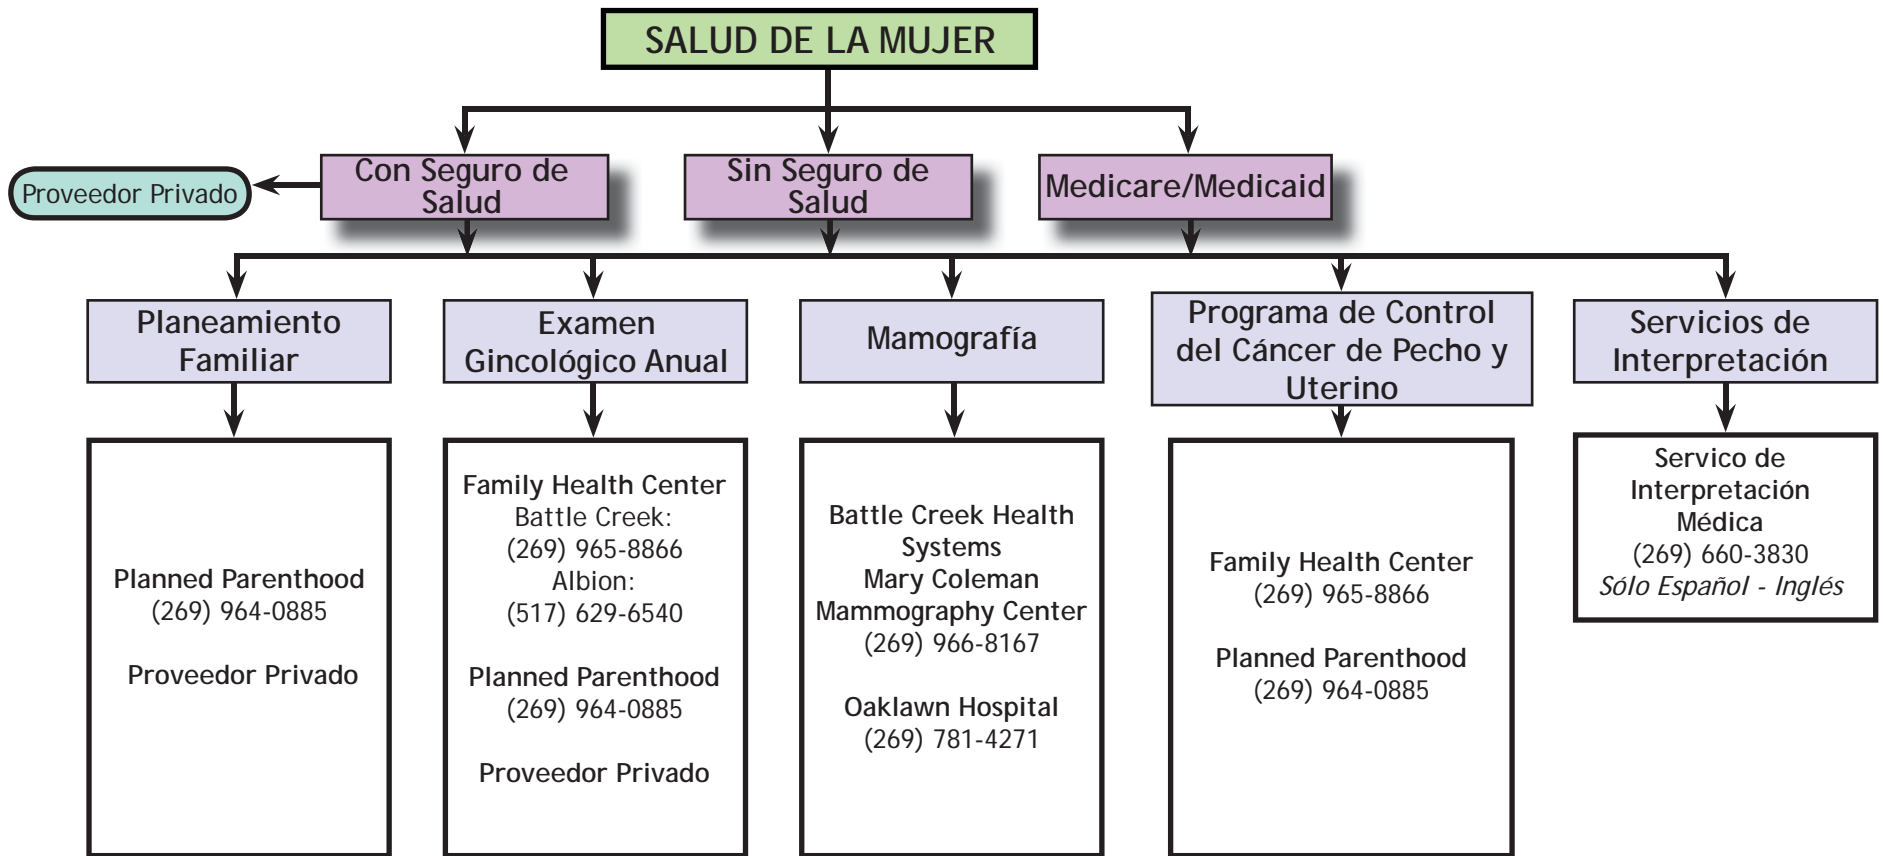 SALUD DE LA MUJER
Proveedor Privado
Con Seguro de
Salud
Sin Seguro de
Salud
Medicare/Medicaid
Planeamiento
Familiar
Examen
Gincológico Anual
Mamografía
Programa de Control
del Cáncer de Pecho y
Uterino
Servicios de
Interpretación
Planned Parenthood
(269) 964-0885
Proveedor Privado
Family Health Center
Battle Creek:
(269) 965-8866
Albion:
(517) 629-6540
Planned Parenthood
(269) 964-0885
Proveedor Privado
Battle Creek Health
Systems
Mary Coleman
Mammography Center
(269) 966-8167
Oaklawn Hospital
(269) 781-4271
Family Health Center
(269) 965-8866
Planned Parenthood
(269) 964-0885
Servico de
Interpretación
Médica
(269) 660-3830
Sólo Español - Inglés